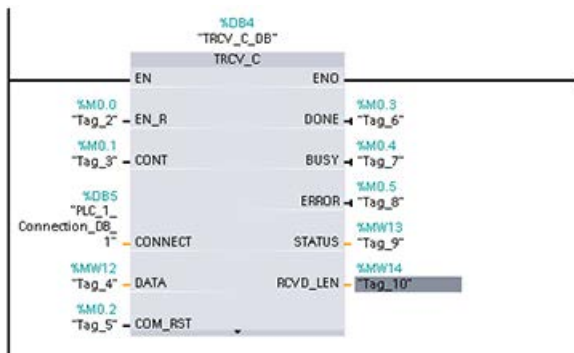 %DB4
"TRCV_C_DB"
TRCV_C
EN ENO
%M0.0
"Tag_2" EN_R
%M0.3
DONE "Tag_6"
%M0.1
"Tag_3" CONT
%M0.4
BUSY "Tag_7"
%DB5
"PLC_1_
Connection_DB_
1" CONNECT
%M0.5
ERROR "Tag_8"
%MW13
STATUS "Tag_9"
%MW12
"Tag_4" DATA
%MW14
RCVD_LEN "Tag_10"
%M0.2
"Tag_5" COM_RST